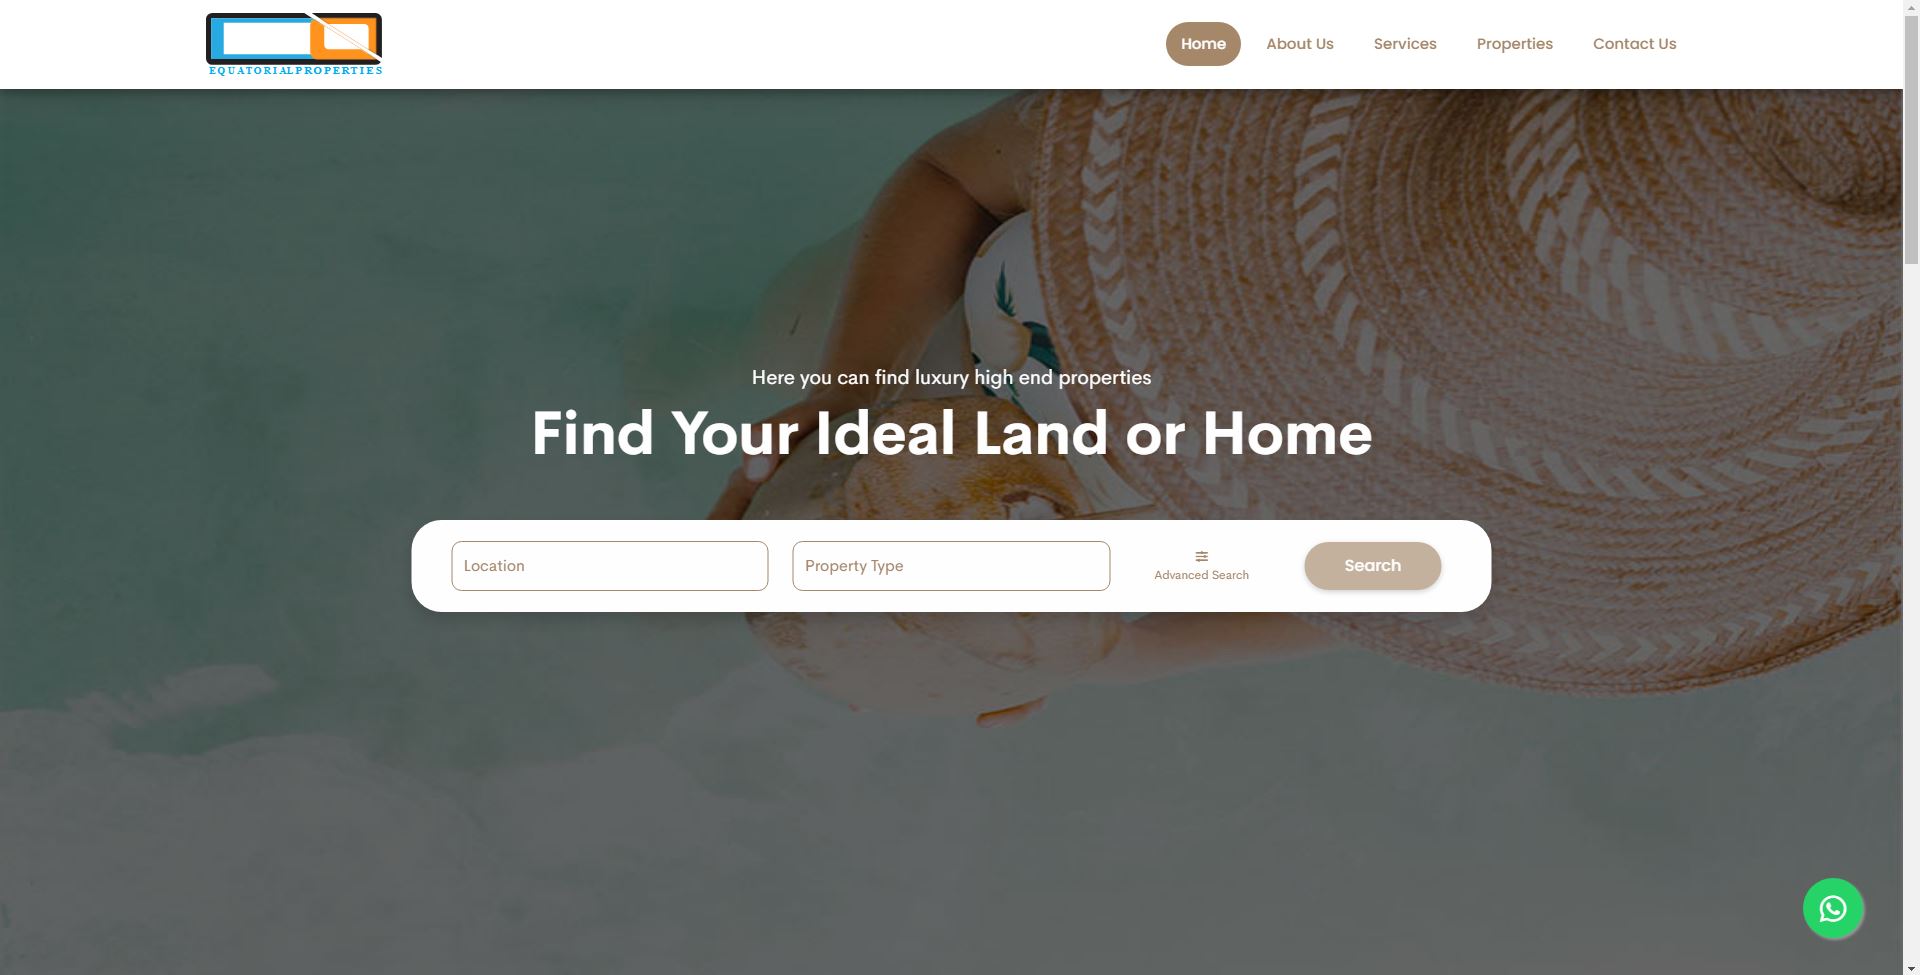 EQUATORIALPROPERTIES
Home
About Us
Services
Properties
Contact Us
Here you can find luxury high end properties
Find Your Ideal Land or Home
Location
Property Type
Advanced Search
Search